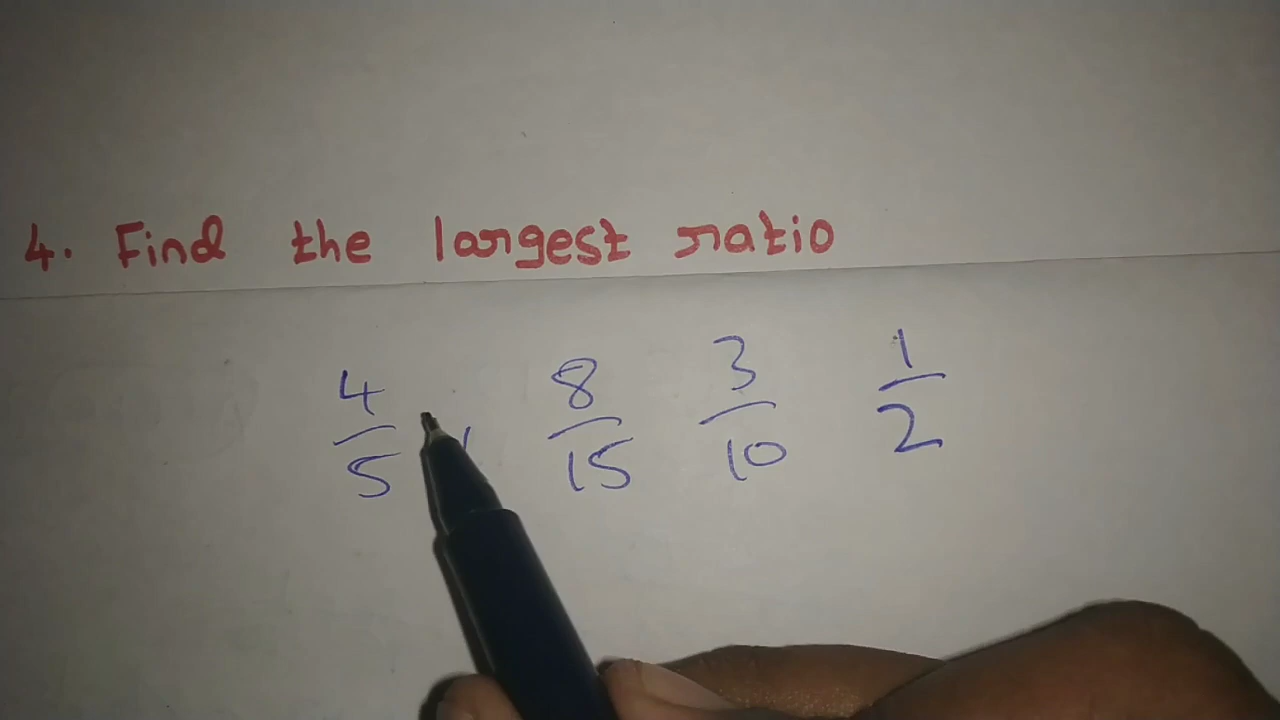 4. Find the largest ratio
4/5 , 8/15 3/10 1/2